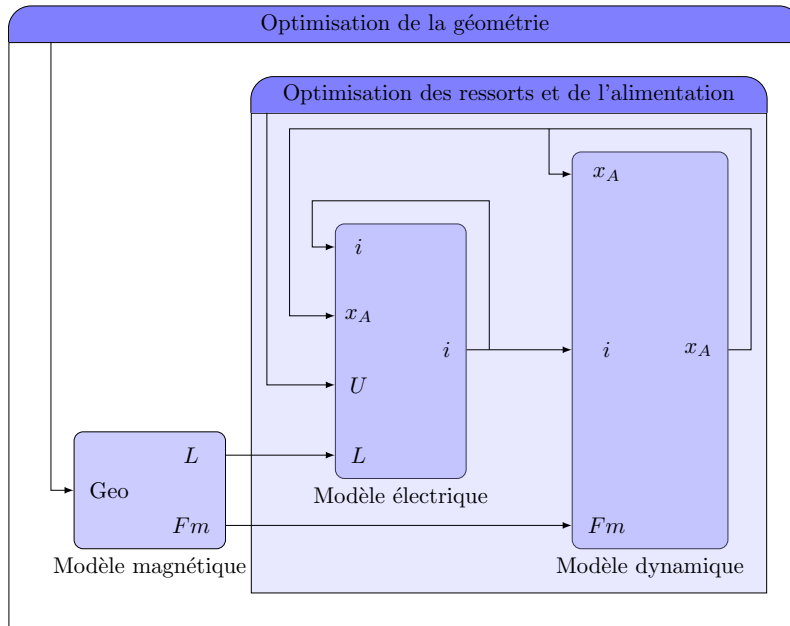 Optimisation de la géométrie
Optimisation des ressorts et de l'alimentation
x_A
i
x_A
i
i
x_A
U
L
L
Geo
Modèle électrique
Fm
Fm
Modèle magnétique
Modèle dynamique